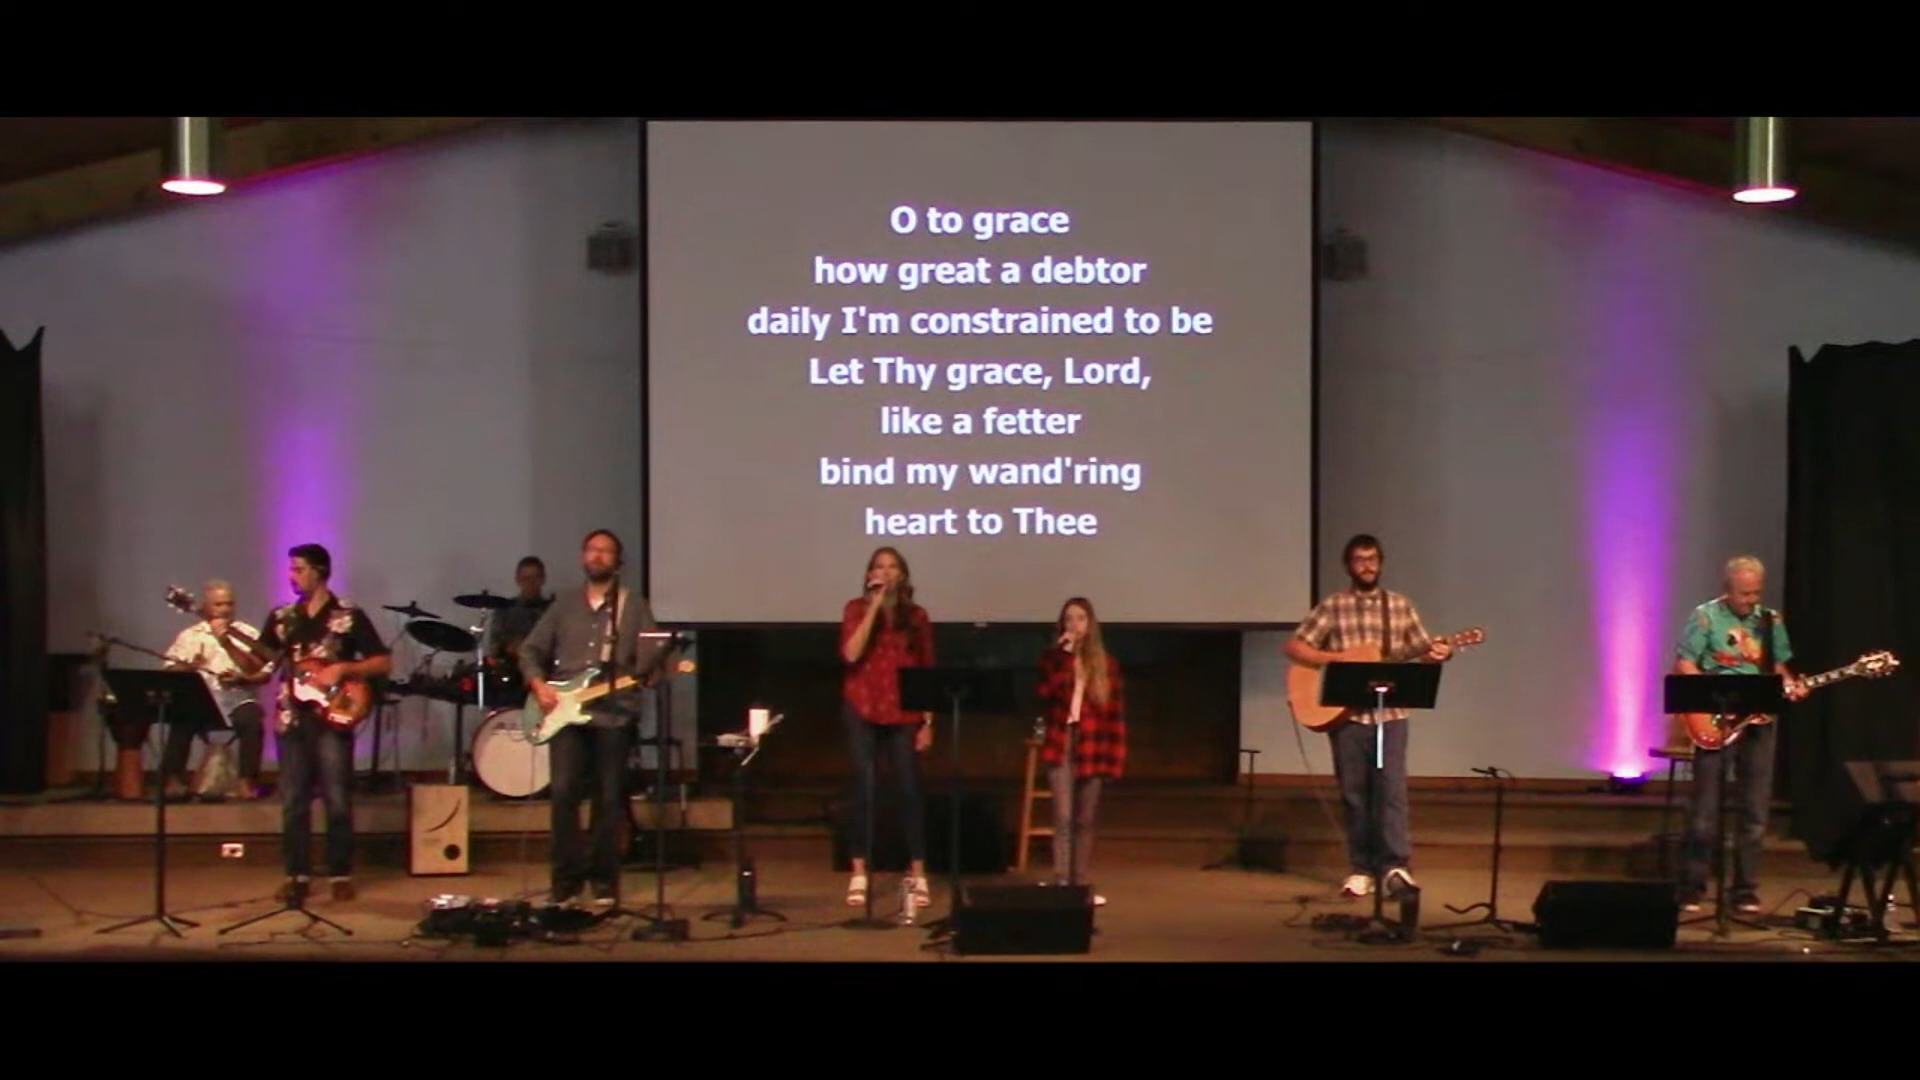 O to grace
how great a debtor
daily I'm constrained to be
Let Thy grace, Lord,
like a fetter
bind my wand'ring
heart to Thee